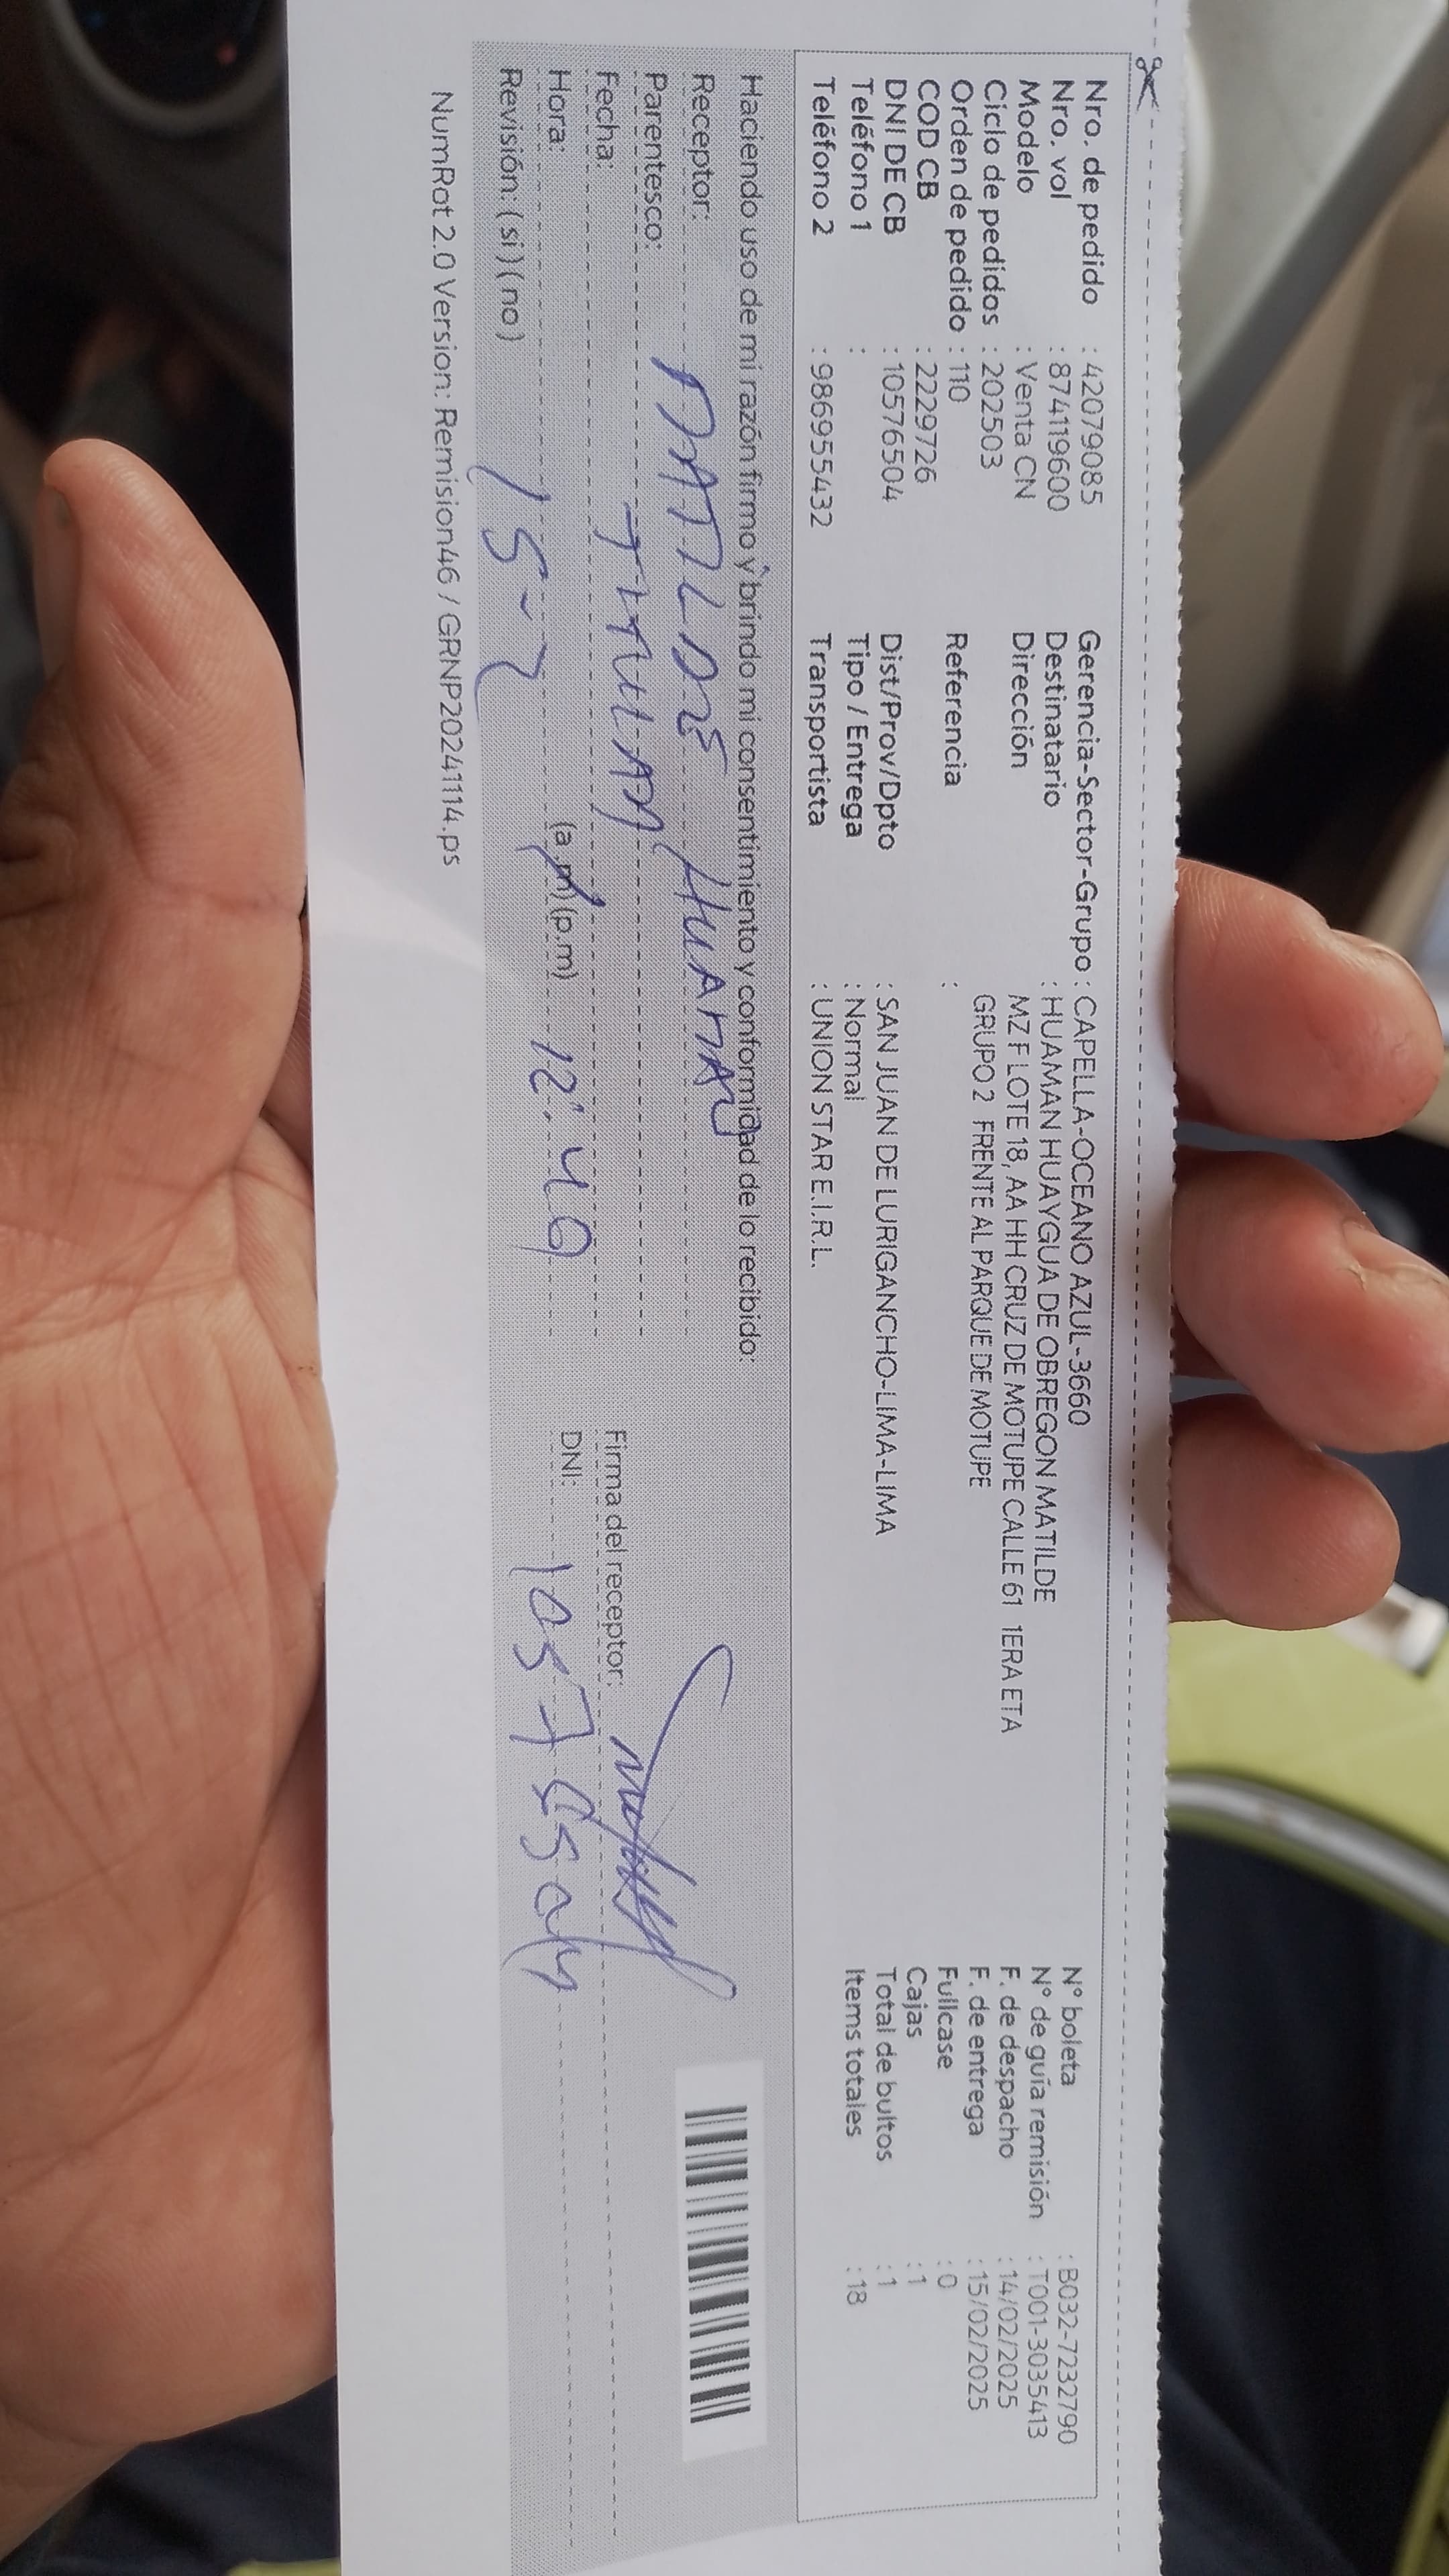 Nro. de pedido : 42079085
Nro. vol : 874119600
Modelo : Venta CN
Ciclo de pedidos : 202503
Orden de pedido : 110
COD CB : 2229726
DNI DE CB : 10576504
Teléfono 1 :
Teléfono 2 : 986955432
Gerencia-Sector-Grupo : CAPELLA-OCEANO AZUL-3660
Destinatario : HUAMAN HUAYGUA DE OBREGON MATILDE
Dirección MZ F LOTE 18, AA HH CRUZ DE MOTUPE CALLE 61 1ERA ETA
GRUPO 2 FRENTE AL PARQUE DE MOTUPE
Referencia :
Dist/Prov/Dpto : SAN JUAN DE LURIGANCHO-LIMA-LIMA
Tipo / Entrega : Normal
Transportista : UNION STAR E.I.R.L.
N° boleta : B032-7232790
N° de guía remisión : T001-3035413
F. de despacho : 14/02/2025
F. de entrega : 15/02/2025
Fullcase : 0
Cajas : 1
Total de bultos : 1
Items totales : 18
Haciendo uso de mi razón firmo y brindo mi consentimiento y conformidad de lo recibido:
Receptor: MATILDE HUAMAN
Parentesco: TITULAR
Fecha: 15-2
Hora: (a.m) (p.m) 12:49
Revisión: (si) (no)
Firma del receptor:
DNI: 10576504
NumRot 2.0 Version: Remision46 / GRNP20241114.ps